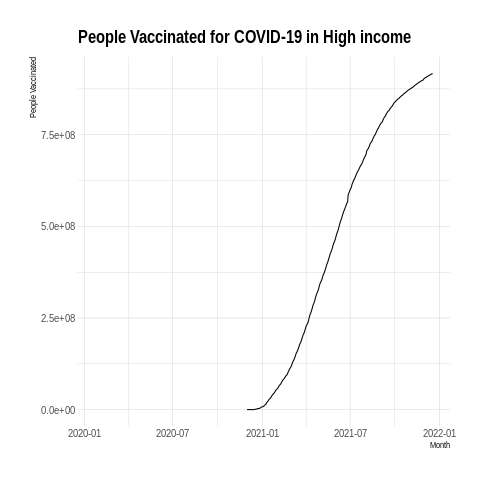 People Vaccinated for COVID-19 in High income
People Vaccinated
7.5e+08
5.0e+08
2.5e+08
0.0e+00
2020-01 2020-07 2021-01 2021-07 2022-01
Month